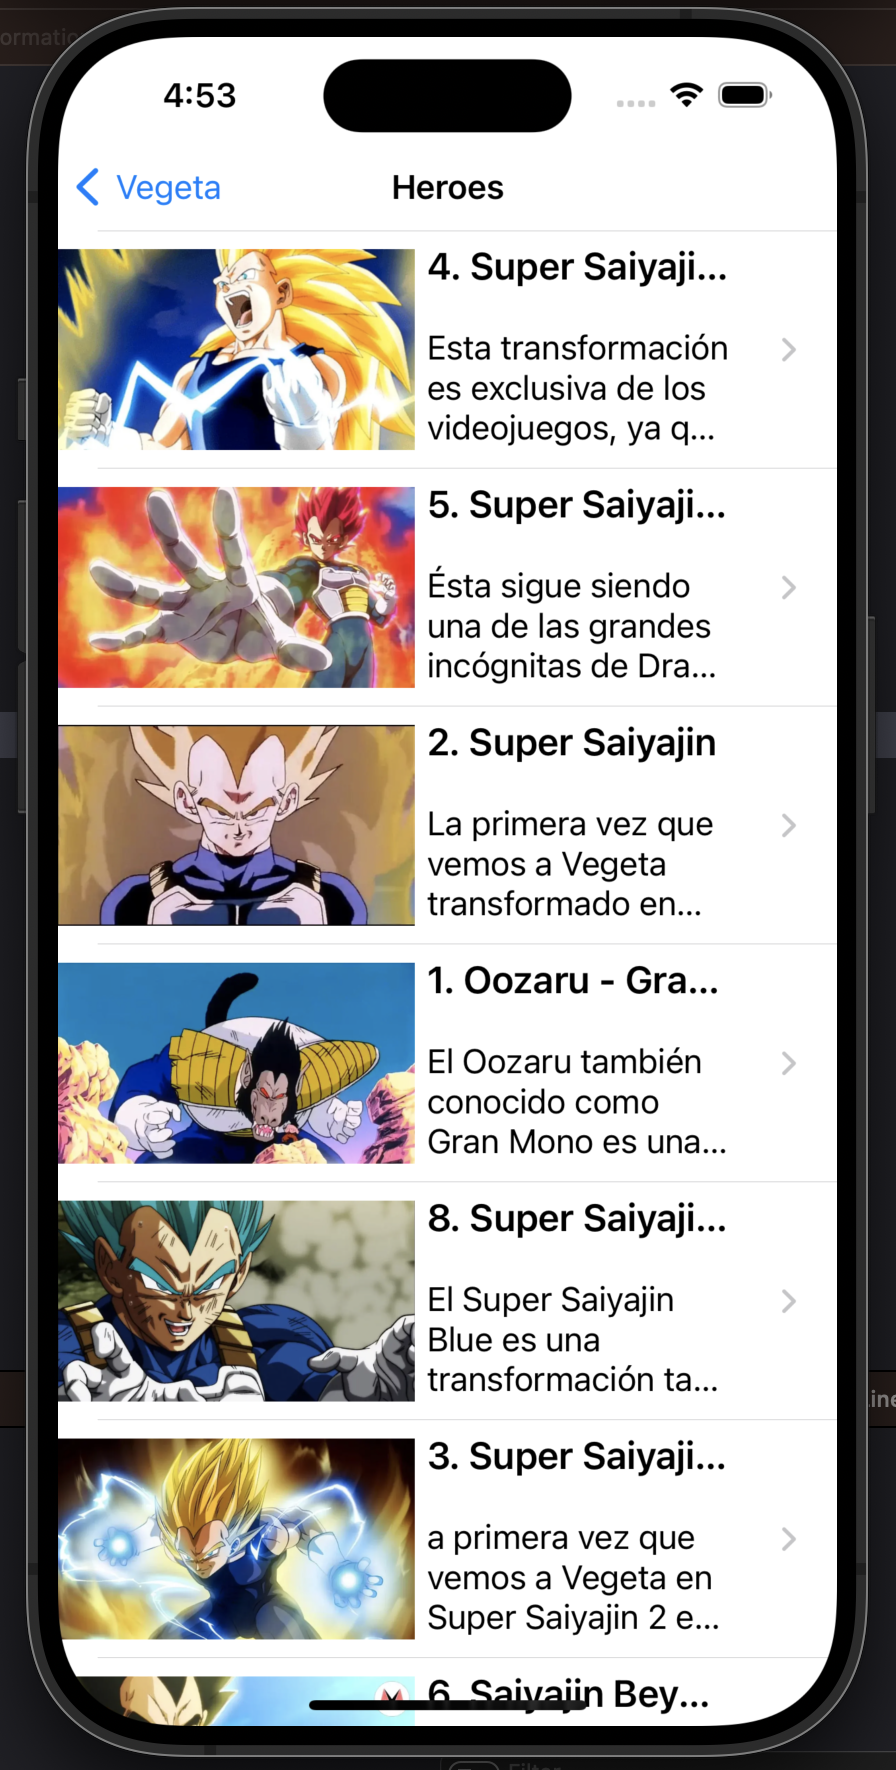 ormatic
4:53
Vegeta
Heroes
4. Super Saiyaji...
Esta transformación
es exclusiva de los
videojuegos, ya q...
5. Super Saiyaji...
Ésta sigue siendo
una de las grandes
incógnitas de Dra...
2. Super Saiyajin
La primera vez que
vemos a Vegeta
transformado en...
1. Oozaru - Gra...
El Oozaru también
conocido como
Gran Mono es una...
8. Super Saiyaji...
El Super Saiyajin
Blue es una
transformación ta...
Line
3. Super Saiyaji...
a primera vez que
vemos a Vegeta en
Super Saiyajin 2 e...
6. Saiyajin Bey...
Filter